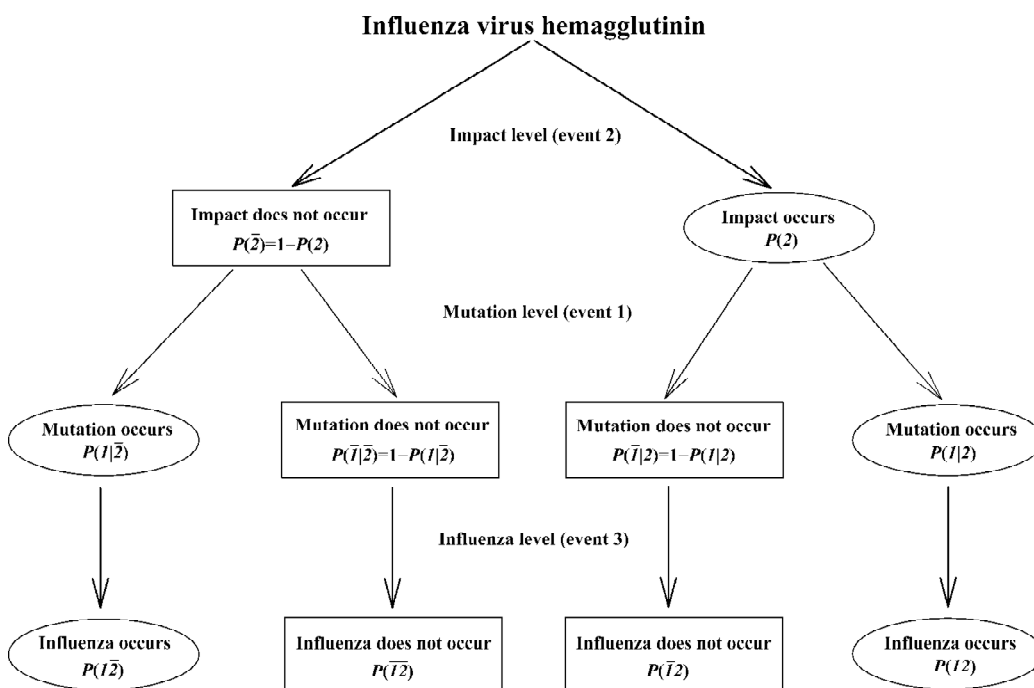 Influenza virus hemagglutinin
Impact level (event 2)
Impact does not occur
P(2̅)=1–P(2)
Impact occurs
P(2)
Mutation level (event 1)
Mutation occurs
P(1|2̅)
Mutation does not occur
P(1̅|2̅)=1–P(1|2̅)
Mutation does not occur
P(1̅|2)=1–P(1|2)
Mutation occurs
P(1|2)
Influenza level (event 3)
Influenza occurs
P(12̅)
Influenza does not occur
P(1̅2̅)
Influenza does not occur
P(1̅2)
Influenza occurs
P(12)